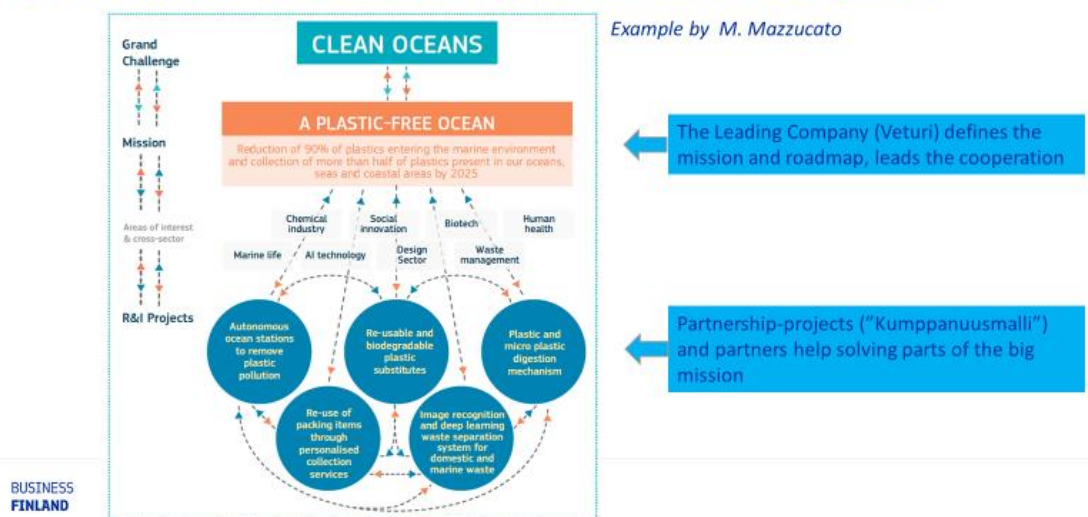 Example by M. Mazzucato
Grand
Challenge
CLEAN OCEANS
Mission
A PLASTIC-FREE OCEAN
Reduction of 90% of plastics entering the marine environment
and collection of more than half of plastics present in our oceans,
seas and coastal areas by 2025
The Leading Company (Veturi) defines the
mission and roadmap, leads the cooperation
Areas of interest
& cross-sector
Chemical
industry
Social
innovation
Biotech
Human
health
Marine life
AI technology
Design
Sector
Waste
management
R&I Projects
Autonomous
ocean stations
to remove
plastic
pollution
Re-usable and
biodegradable
plastic
substitutes
Plastic and
micro plastic
digestion
mechanism
Re-use of
packing items
through
personalised
collection
services
Image recognition
and deep learning
waste separation
system for
domestic and
marine waste
Partnership-projects ("Kumppanuusmalli")
and partners help solving parts of the big
mission
BUSINESS
FINLAND